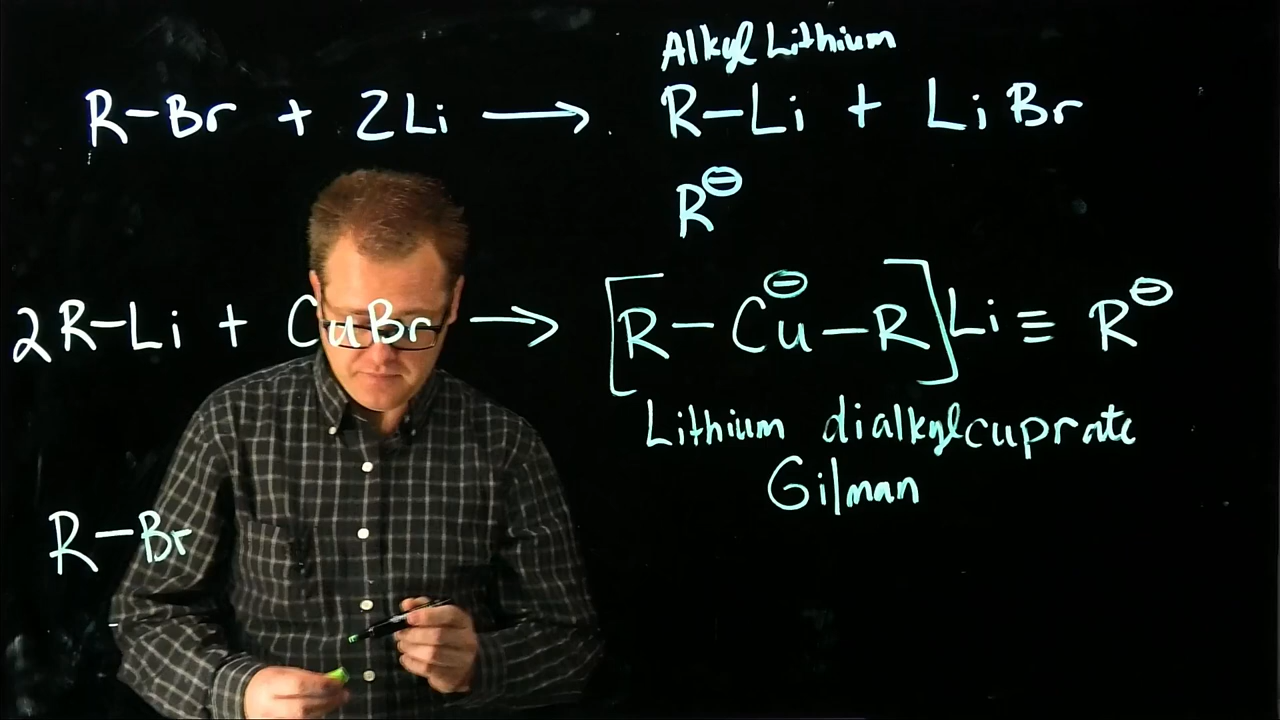 Alkyl Lithium
R-Br + 2Li ⟶ R-Li + LiBr
R⊖
2R-Li + CuBr ⟶ [R-Cu⊖-R]Li ≡ R⊖
Lithium dialkylcuprate
Gilman
R-Br